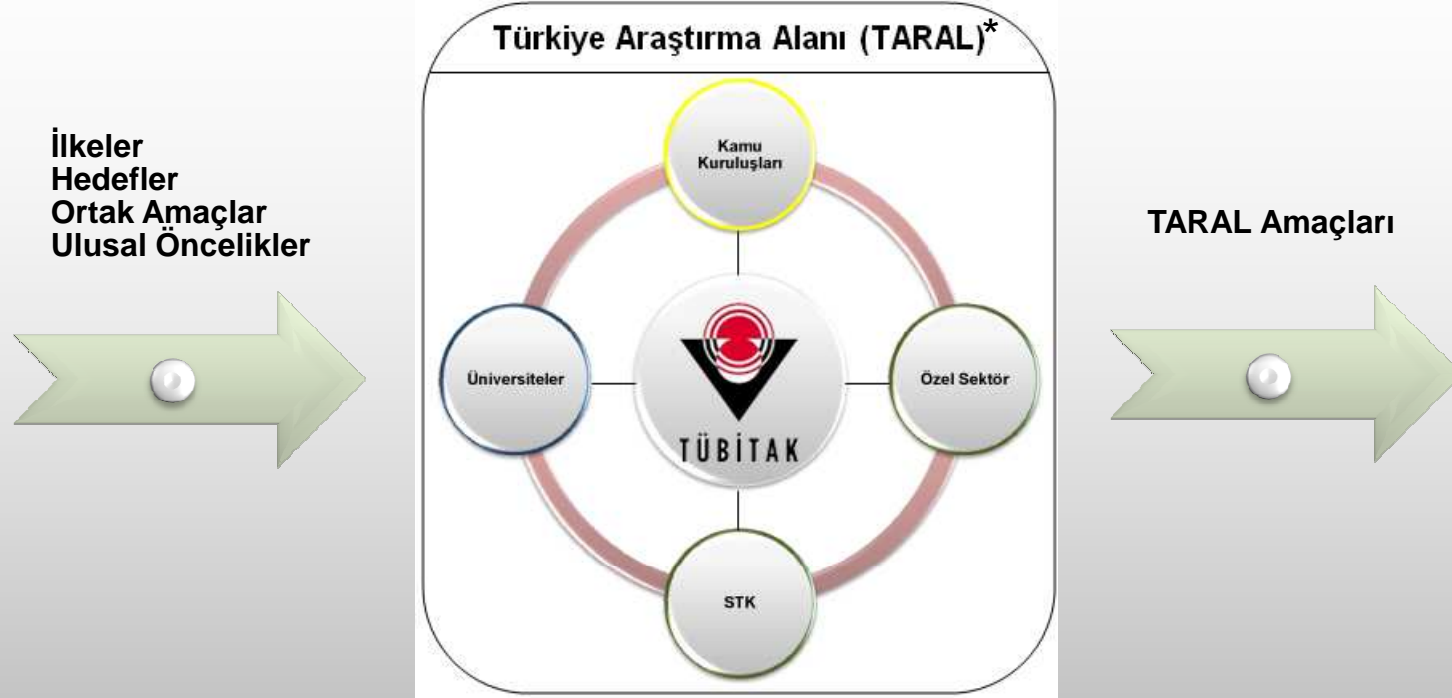 Türkiye Araştırma Alanı (TARAL)*
İlkeler
Hedefler
Ortak Amaçlar
Ulusal Öncelikler
Kamu
Kuruluşları
Üniversiteler
TÜBİTAK
Özel Sektör
STK
TARAL Amaçları